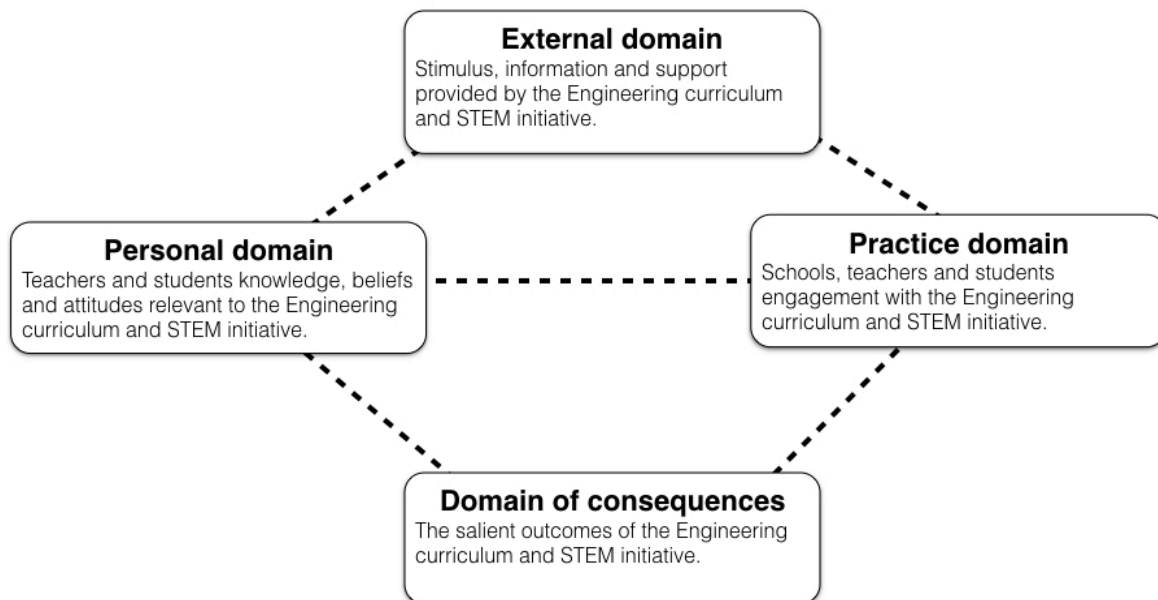 External domain
Stimulus, information and support
provided by the Engineering curriculum
and STEM initiative.
Personal domain
Teachers and students knowledge, beliefs
and attitudes relevant to the Engineering
curriculum and STEM initiative.
Practice domain
Schools, teachers and students
engagement with the Engineering
curriculum and STEM initiative.
Domain of consequences
The salient outcomes of the Engineering
curriculum and STEM initiative.